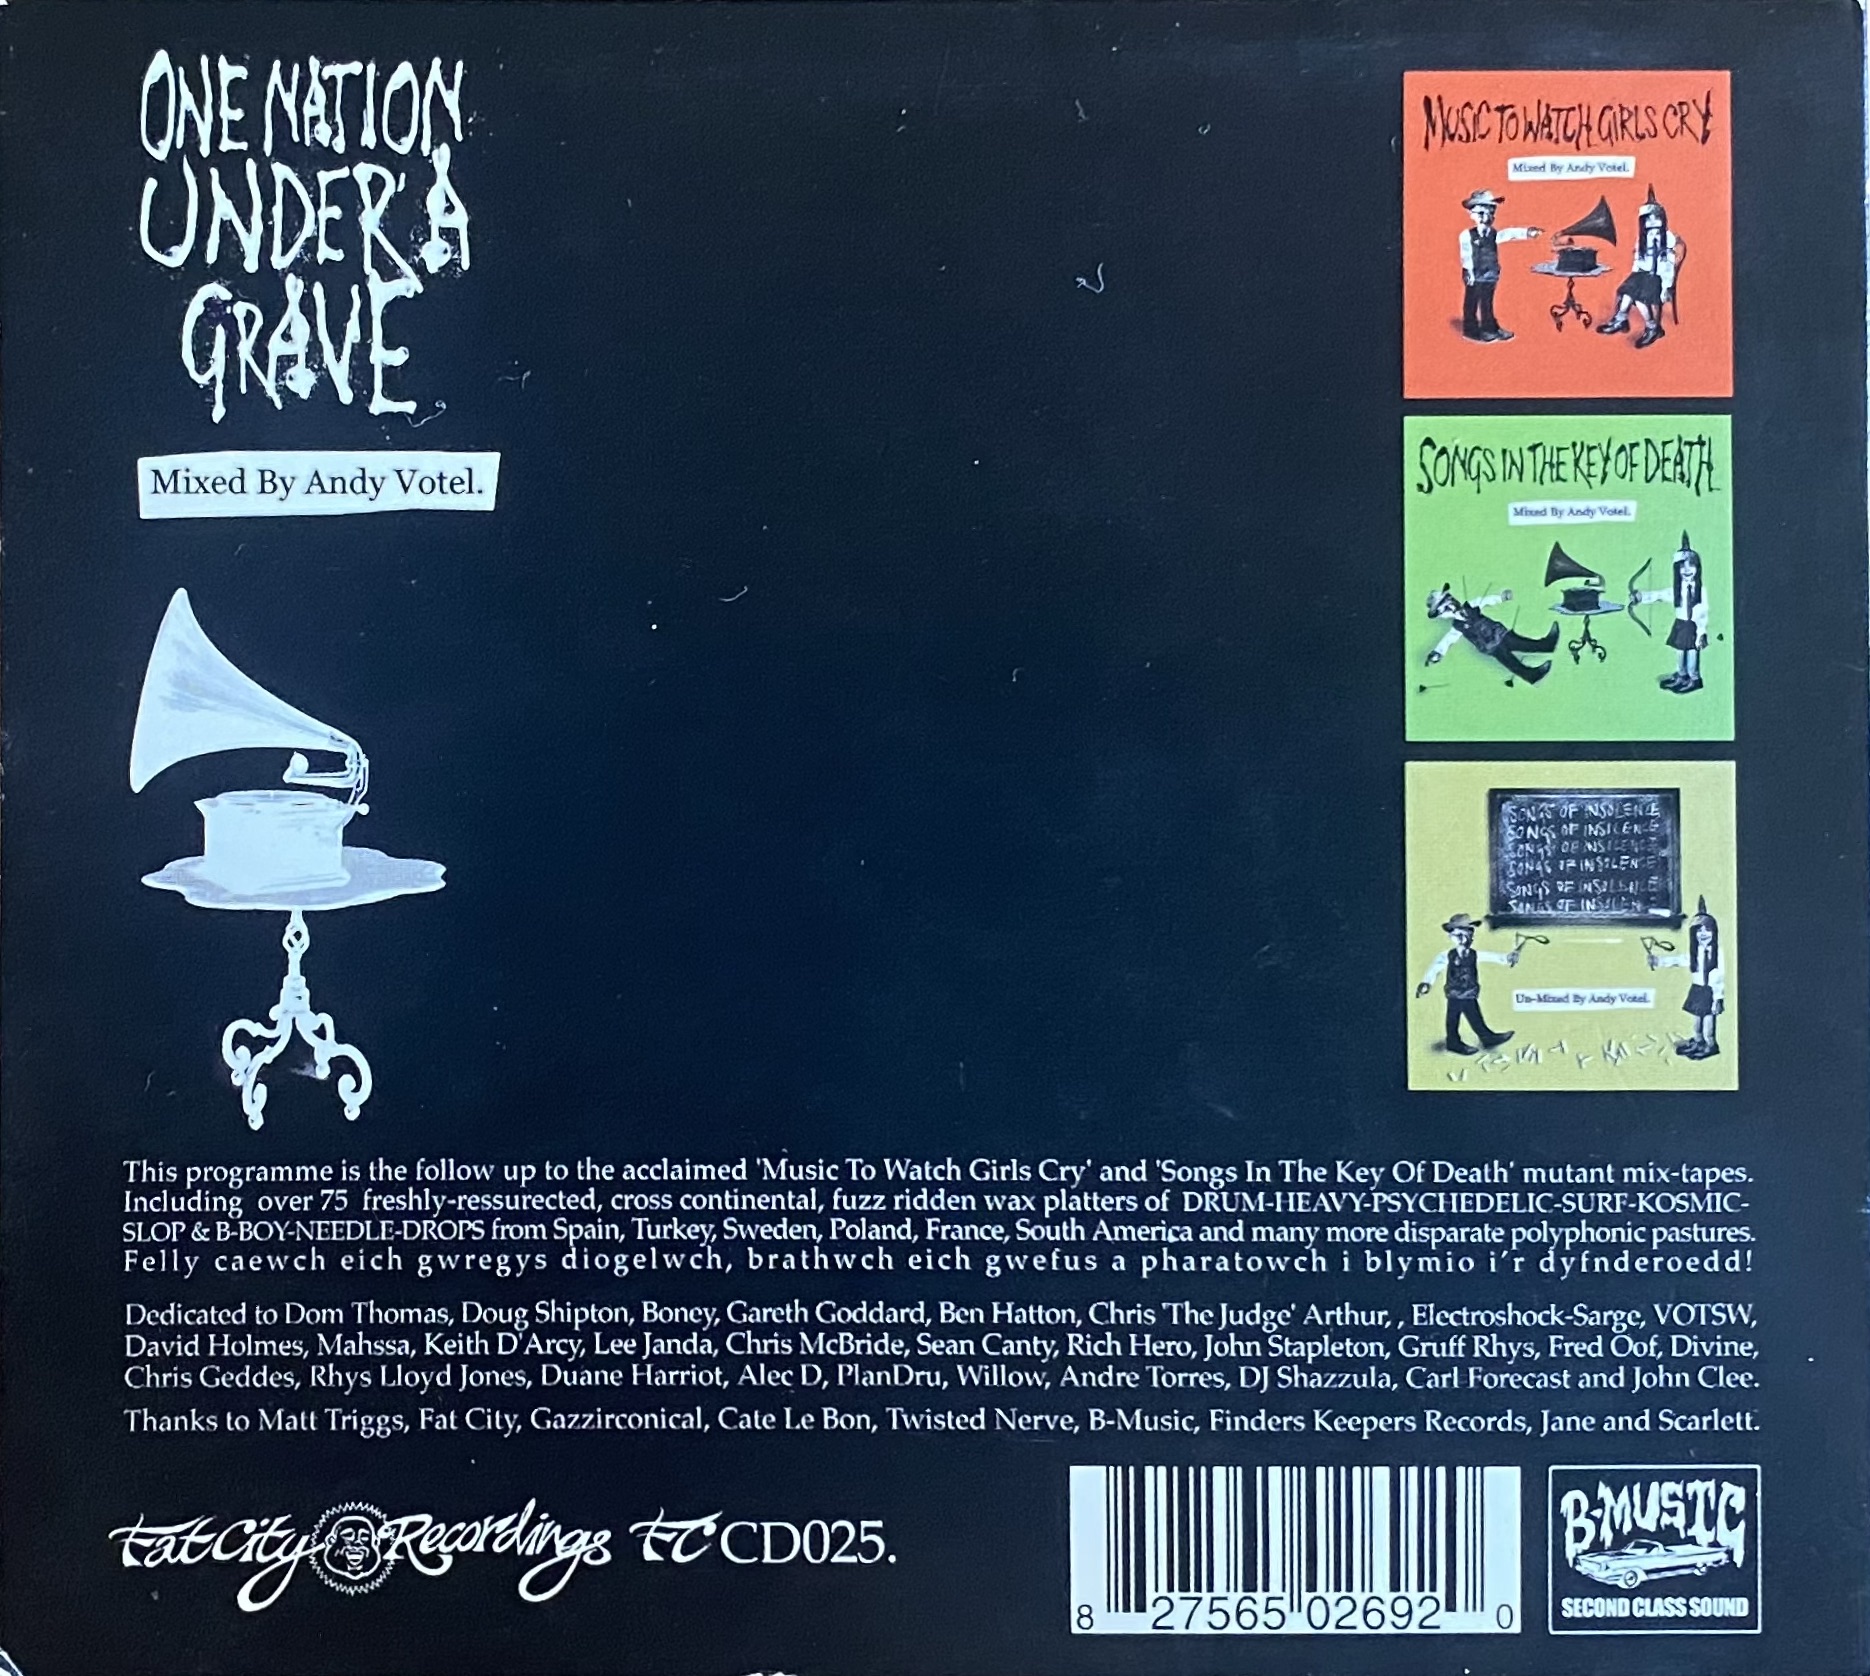 ONE NATION
UNDER A
GRAVE
Mixed By Andy Votel.
MUSIC TO WATCH GIRLS CRY
Mixed By Andy Votel.
SONGS IN THE KEY OF DEATH
Mixed By Andy Votel.
SONGS OF INSOLENCE
SONGS OF INSILENCE
SONGS OF INSILENCE
SONGS OF INSOLENCE
SONGS OF INSOLENCE
SONGS OF
Un-Mixed By Andy Votel.
This programme is the follow up to the acclaimed 'Music To Watch Girls Cry' and 'Songs In The Key Of Death' mutant mix-tapes.
Including over 75 freshly-ressurected, cross continental, fuzz ridden wax platters of DRUM-HEAVY-PSYCHEDELIC-SURF-KOSMIC-
SLOP & B-BOY-NEEDLE-DROPS from Spain, Turkey, Sweden, Poland, France, South America and many more disparate polyphonic pastures.
Felly caewch eich gwregys diogelwch, brathwch eich gwefus a pharatowch i blymio i'r dyfnderoedd!
Dedicated to Dom Thomas, Doug Shipton, Boney, Gareth Goddard, Ben Hatton, Chris 'The Judge' Arthur, , Electroshock-Sarge, VOTSW,
David Holmes, Mahssa, Keith D'Arcy, Lee Janda, Chris McBride, Sean Canty, Rich Hero, John Stapleton, Gruff Rhys, Fred Oof, Divine,
Chris Geddes, Rhys Lloyd Jones, Duane Harriot, Alec D, PlanDru, Willow, Andre Torres, DJ Shazzula, Carl Forecast and John Clee.
Thanks to Matt Triggs, Fat City, Gazzirconical, Cate Le Bon, Twisted Nerve, B-Music, Finders Keepers Records, Jane and Scarlett.
Fat City Recordings FC CD025.
8 27565 02692 0
B-MUSIC
SECOND CLASS SOUND